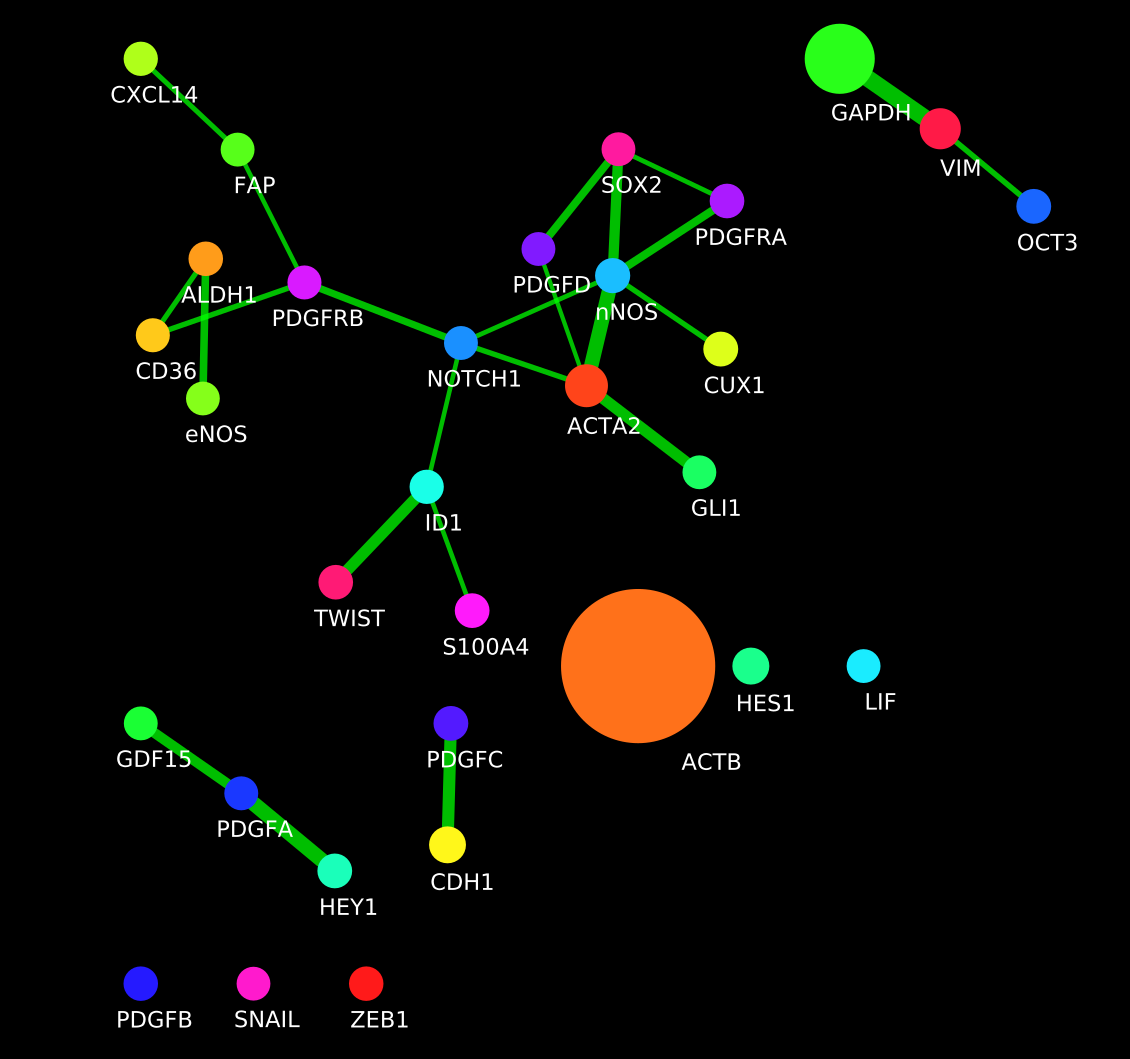 CXCL14
GAPDH
VIM
FAP
SOX2
PDGFRA
OCT3
PDGFD
ALDH1
nNOS
PDGFRB
CD36
NOTCH1
CUX1
ACTA2
eNOS
GLI1
ID1
TWIST
S100A4
HES1
LIF
GDF15
PDGFC
ACTB
PDGFA
CDH1
HEY1
PDGFB
SNAIL
ZEB1